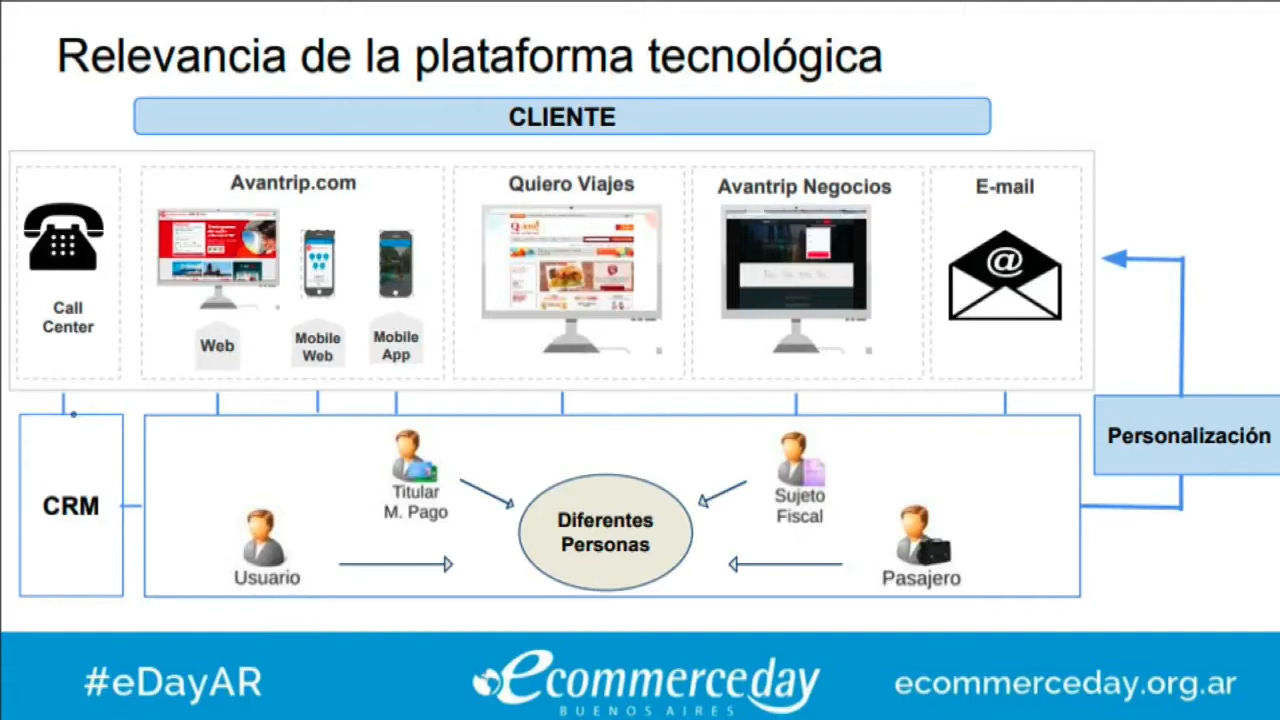 Relevancia de la plataforma tecnológica
CLIENTE
Call
Center
Avantrip.com
Web
Mobile
Web
Mobile
App
Quiero Viajes
Avantrip Negocios
E-mail
@
CRM
Usuario
Titular
M. Pago
Diferentes
Personas
Sujeto
Fiscal
Pasajero
Personalización
#eDayAR
ecommerceday
BUENOS AIRES
ecommerceday.org.ar